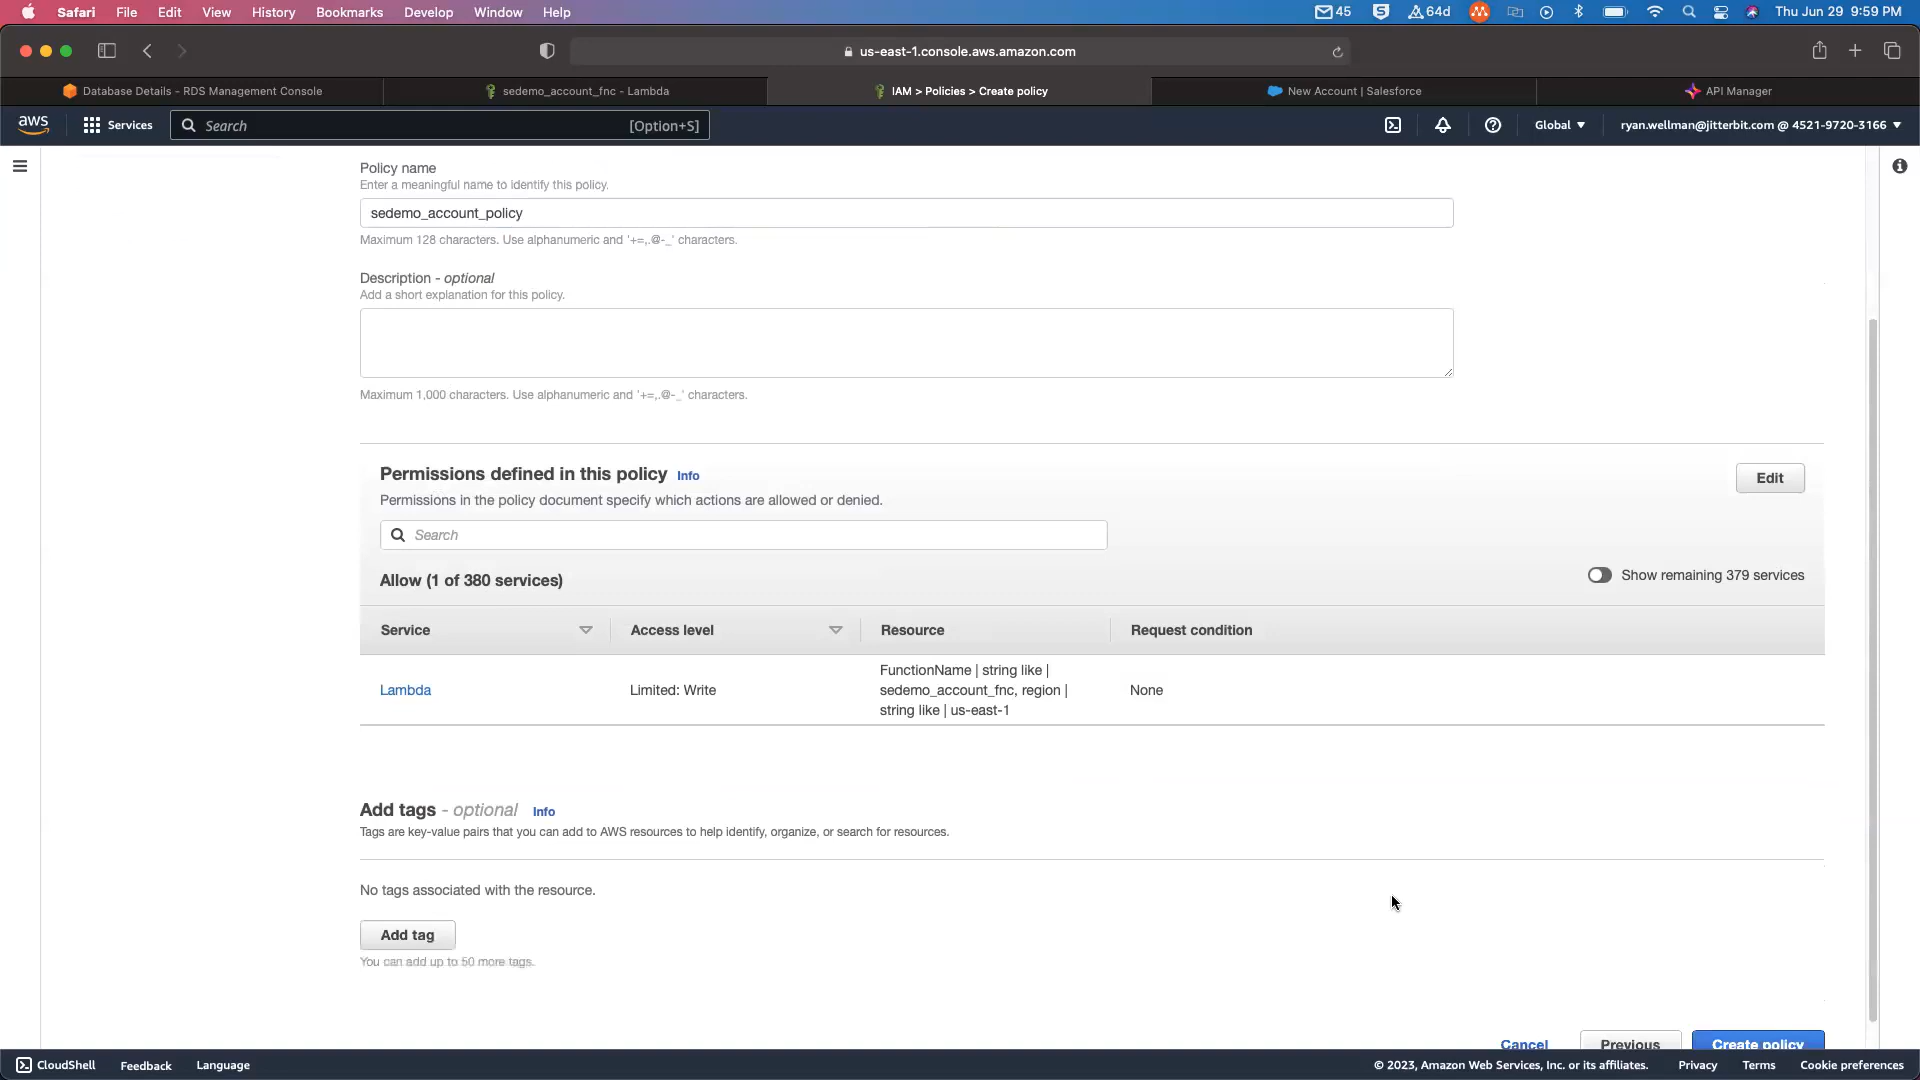 Safari File Edit View History Bookmarks Develop Window Help 45 64d Thu Jun 29 9:59 PM
us-east-1.console.aws.amazon.com
Database Details - RDS Management Console sedemo_account_fnc - Lambda IAM > Policies > Create policy New Account | Salesforce API Manager
aws Services Search [Option+S] Global ryan.wellman@jitterbit.com @ 4521-9720-3166
Policy name
Enter a meaningful name to identify this policy.
sedemo_account_policy
Maximum 128 characters. Use alphanumeric and '+=,.@-_' characters.
Description - optional
Add a short explanation for this policy.
Maximum 1,000 characters. Use alphanumeric and '+=,.@-_' characters.
Permissions defined in this policy Info
Edit
Permissions in the policy document specify which actions are allowed or denied.
Search
Allow (1 of 380 services)
Show remaining 379 services
Service Access level Resource Request condition
FunctionName | string like |
Lambda Limited: Write sedemo_account_fnc, region | None
string like | us-east-1
Add tags - optional Info
Tags are key-value pairs that you can add to AWS resources to help identify, organize, or search for resources.
No tags associated with the resource.
Add tag
You can add up to 50 more tags.
Cancel Previous Create policy
CloudShell Feedback Language © 2023, Amazon Web Services, Inc. or its affiliates. Privacy Terms Cookie preferences